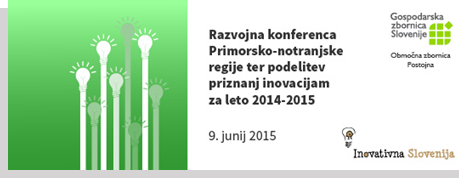 Razvojna konferenca
Primorsko-notranjske
regije ter podelitev
priznanj inovacijam
za leto 2014-2015
9. junij 2015
Gospodarska
zbornica
Slovenije
Območna zbornica
Postojna
Inovativna Slovenija